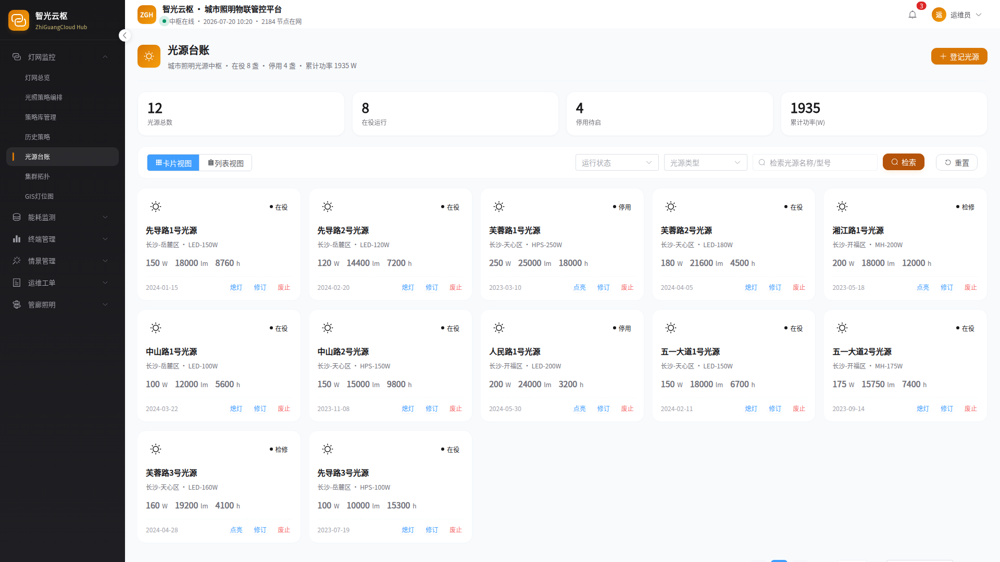 智光云枢
ZhiGuangCloud Hub
灯网监控
灯网总览
光照策略编排
策略库管理
历史策略
光源台账
集群拓扑
GIS灯位图
能耗监测
终端管理
情景管理
运维工单
管廊照明
ZGH
智光云枢 · 城市照明物联管控平台
中枢在线 · 2026-07-20 10:20 · 2184 节点在网
3
运
运维员
光源台账
城市照明光源中枢 · 在役 8 盏 · 停用 4 盏 · 累计功率 1935 W
登记光源
12
光源总数
8
在役运行
4
停用待启
1935
累计功率(W)
卡片视图
列表视图
运行状态
光源类型
检索光源名称/型号
检索
重置
在役
先导路1号光源
长沙-岳麓区 · LED-150W
150 W 18000 lm 8760 h
2024-01-15 熄灯 修订 废止
在役
先导路2号光源
长沙-岳麓区 · LED-120W
120 W 14400 lm 7200 h
2024-02-20 熄灯 修订 废止
停用
芙蓉路1号光源
长沙-天心区 · HPS-250W
250 W 25000 lm 18000 h
2023-03-10 点亮 修订 废止
在役
芙蓉路2号光源
长沙-天心区 · LED-180W
180 W 21600 lm 4500 h
2024-04-05 熄灯 修订 废止
检修
湘江路1号光源
长沙-开福区 · MH-200W
200 W 18000 lm 12000 h
2023-05-18 点亮 修订 废止
在役
中山路1号光源
长沙-岳麓区 · LED-100W
100 W 12000 lm 5600 h
2024-03-22 熄灯 修订 废止
在役
中山路2号光源
长沙-天心区 · HPS-150W
150 W 15000 lm 9800 h
2023-11-08 熄灯 修订 废止
停用
人民路1号光源
长沙-开福区 · LED-200W
200 W 24000 lm 3200 h
2024-05-30 点亮 修订 废止
在役
五一大道1号光源
长沙-天心区 · LED-150W
150 W 18000 lm 6700 h
2024-02-11 熄灯 修订 废止
在役
五一大道2号光源
长沙-开福区 · MH-175W
175 W 15750 lm 7400 h
2023-09-14 熄灯 修订 废止
检修
芙蓉路3号光源
长沙-天心区 · LED-160W
160 W 19200 lm 4100 h
2024-04-28 点亮 修订 废止
在役
先导路3号光源
长沙-岳麓区 · HPS-100W
100 W 10000 lm 15300 h
2023-07-19 熄灯 修订 废止